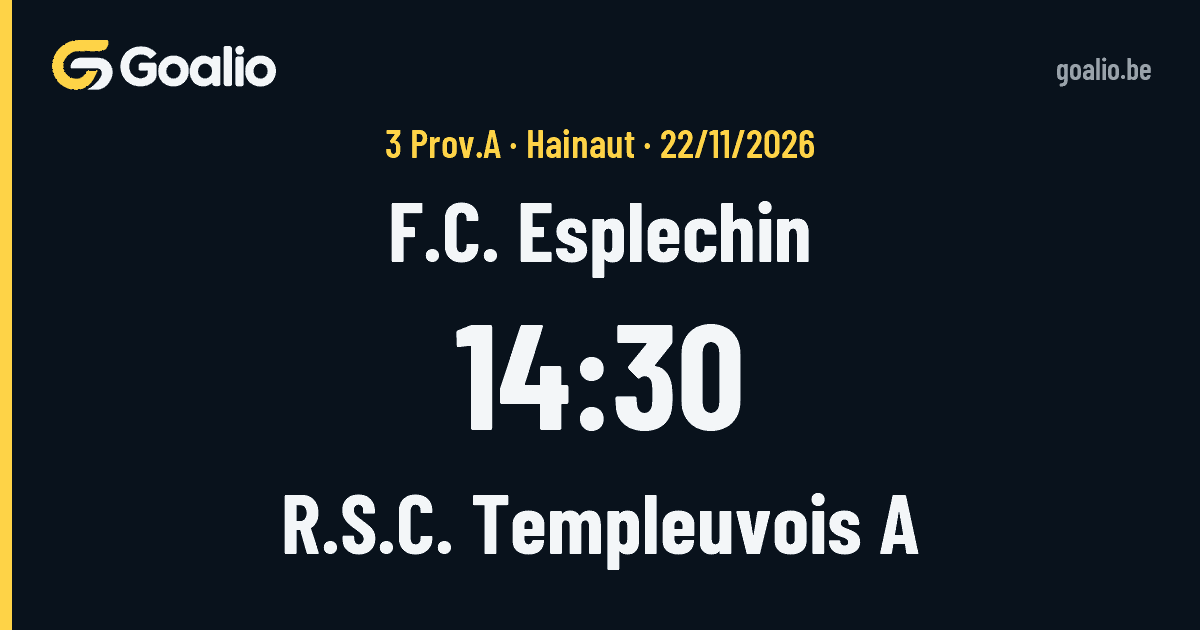 Goalio
goalio.be
3 Prov.A · Hainaut · 22/11/2026
F.C. Esplechin
14:30
R.S.C. Templeuvois A